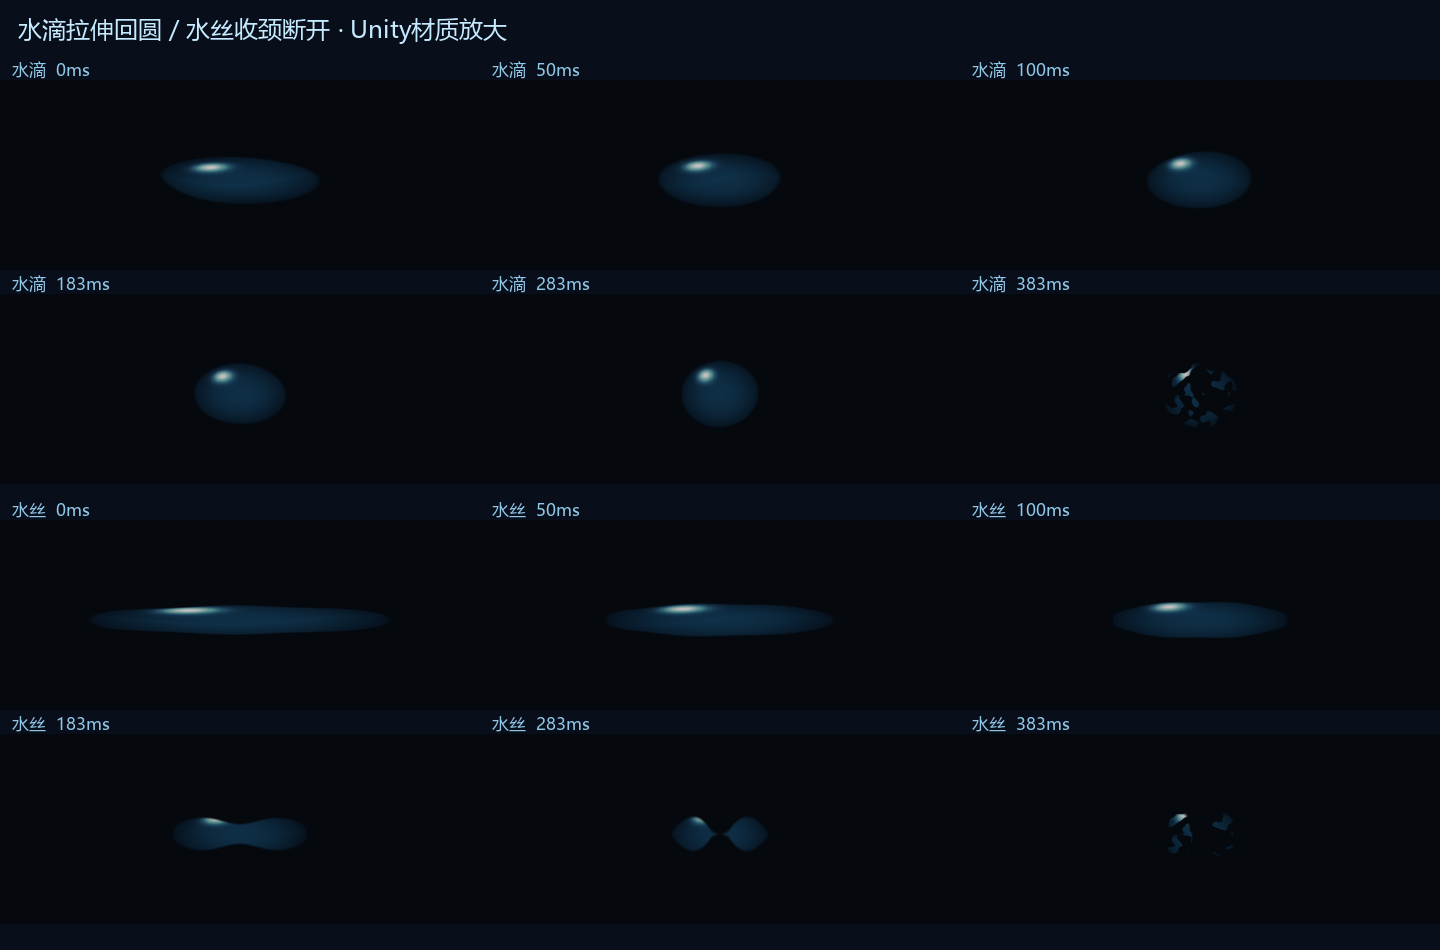 水滴拉伸回圆 / 水丝收颈断开 · Unity材质放大
水滴 0ms
水滴 50ms
水滴 100ms
水滴 183ms
水滴 283ms
水滴 383ms
水丝 0ms
水丝 50ms
水丝 100ms
水丝 183ms
水丝 283ms
水丝 383ms